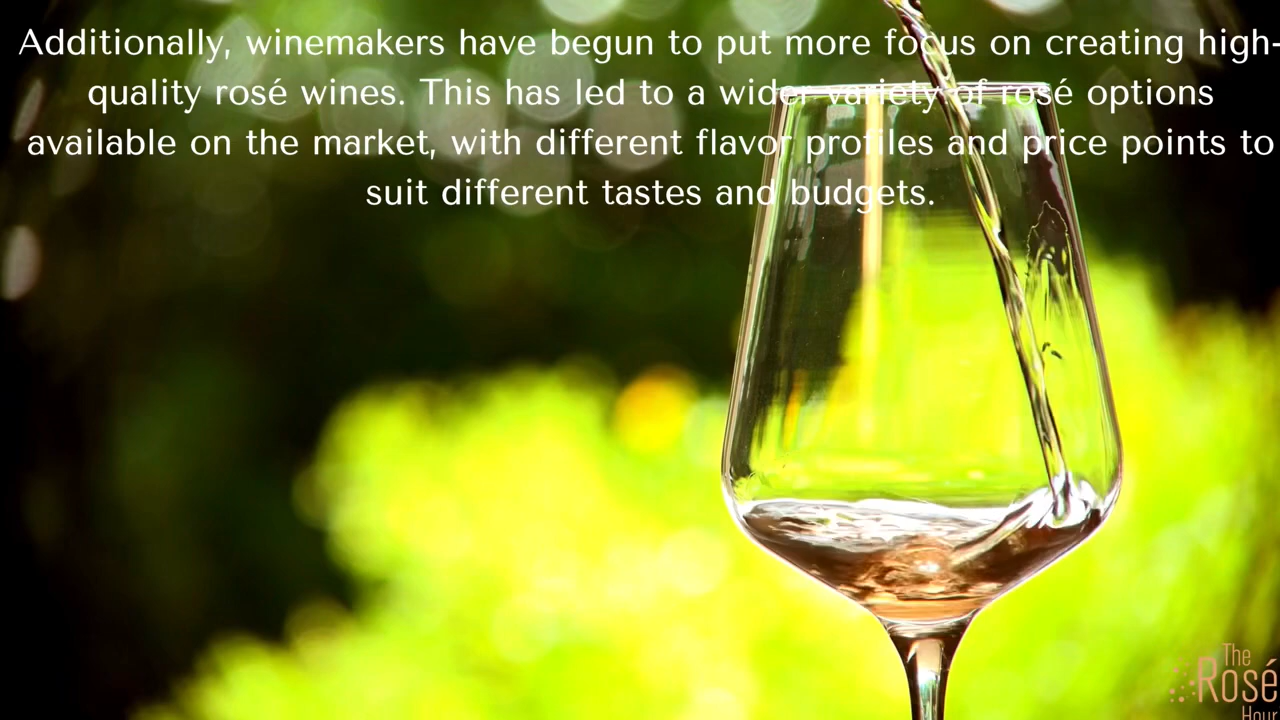 Additionally, winemakers have begun to put more focus on creating high-
quality rosé wines. This has led to a wider variety of rosé options
available on the market, with different flavor profiles and price points to
suit different tastes and budgets.
The
Rosé
Hour